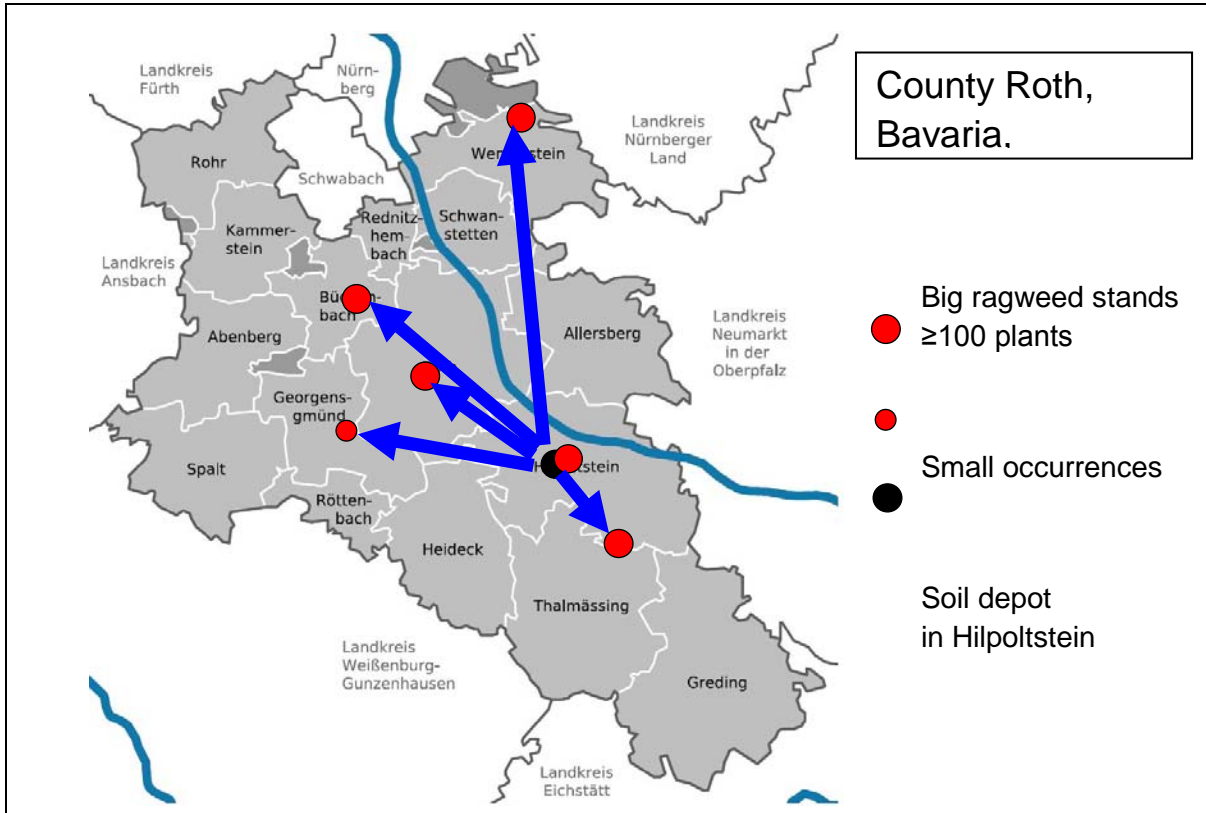 County Roth,
Bavaria.
Landkreis
Fürth
Nürn-
berg
Landkreis
Nürnberger
Land
Rohr
Schwabach
Rednitz-
hem-
bach
Schwan-
stetten
Kammer-
stein
Landkreis
Ansbach
bach
Abenberg
Allersberg
Landkreis
Neumarkt
in der
Oberpfalz
Georgens-
gmünd
Spalt
Rötten-
bach
Heideck
Thalmässing
Greding
Landkreis
Weißenburg-
Gunzenhausen
Landkreis
Eichstätt
Big ragweed stands
≥100 plants
Small occurrences
Soil depot
in Hilpoltstein